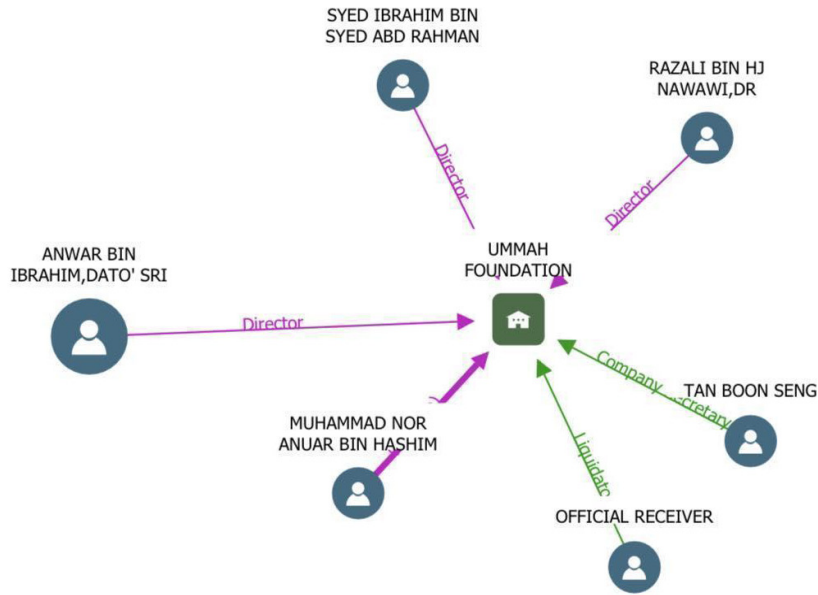 SYED IBRAHIM BIN
SYED ABD RAHMAN
RAZALI BIN HJ
NAWAWI,DR
Director
Director
UMMAH
FOUNDATION
ANWAR BIN
IBRAHIM,DATO' SRI
Director
Company
TAN BOON SENG
MUHAMMAD NOR
ANUAR BIN HASHIM
OFFICIAL RECEIVER